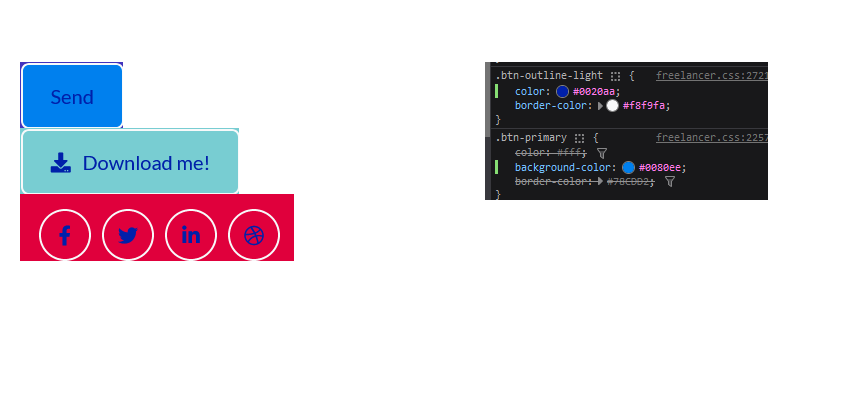 Send
Download me!
.btn-outline-light {
freelancer.css:2721
color: #0020aa;
border-color: #f8f9fa;
}
.btn-primary {
freelancer.css:2257
color: #fff;
background-color: #0080ee;
border-color: #78CDD2;
}